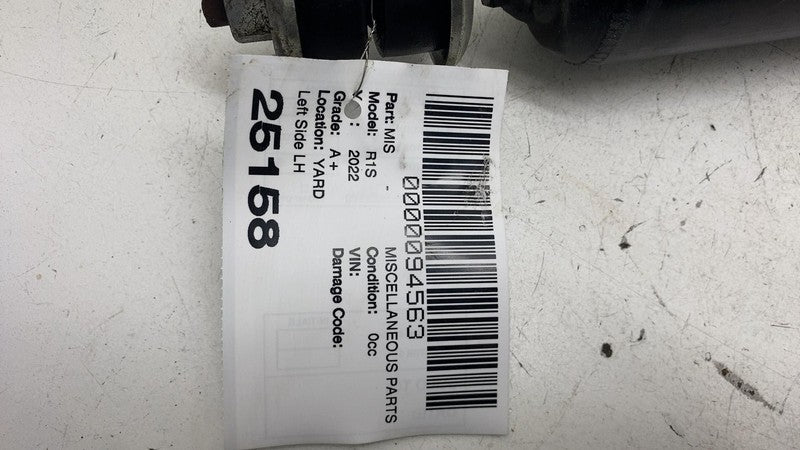 0000094563
Part: MIS - MISCELLANEOUS PARTS
Model: R1S Condition: 0cc
: 2022 VIN:
Grade: A+ Damage Code:
Location: YARD
Left Side LH
25158